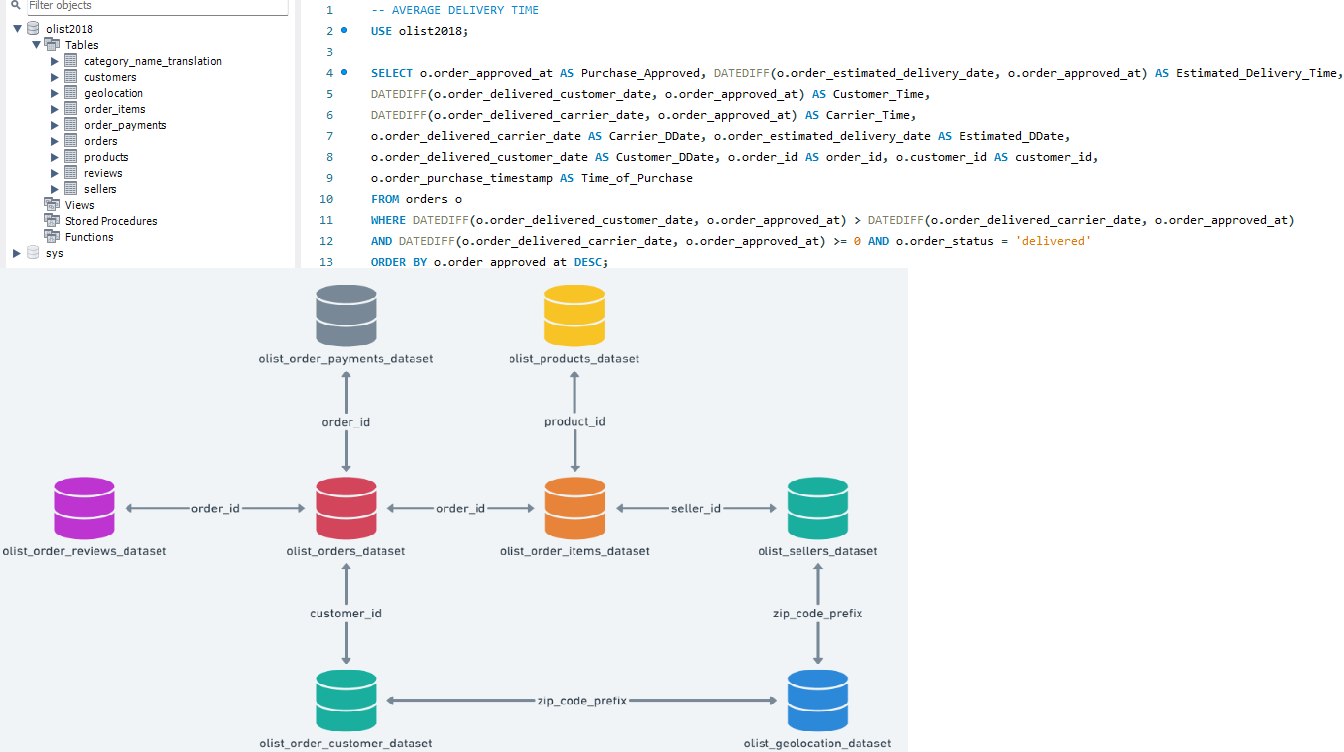 Filter objects
olist2018
Tables
category_name_translation
customers
geolocation
order_items
order_payments
orders
products
reviews
sellers
Views
Stored Procedures
Functions
sys
1 -- AVERAGE DELIVERY TIME
2 USE olist2018;
3
4 SELECT o.order_approved_at AS Purchase_Approved, DATEDIFF(o.order_estimated_delivery_date, o.order_approved_at) AS Estimated_Delivery_Time,
5 DATEDIFF(o.order_delivered_customer_date, o.order_approved_at) AS Customer_Time,
6 DATEDIFF(o.order_delivered_carrier_date, o.order_approved_at) AS Carrier_Time,
7 o.order_delivered_carrier_date AS Carrier_DDate, o.order_estimated_delivery_date AS Estimated_DDate,
8 o.order_delivered_customer_date AS Customer_DDate, o.order_id AS order_id, o.customer_id AS customer_id,
9 o.order_purchase_timestamp AS Time_of_Purchase
10 FROM orders o
11 WHERE DATEDIFF(o.order_delivered_customer_date, o.order_approved_at) > DATEDIFF(o.order_delivered_carrier_date, o.order_approved_at)
12 AND DATEDIFF(o.order_delivered_carrier_date, o.order_approved_at) >= 0 AND o.order_status = 'delivered'
13 ORDER BY o.order_approved_at DESC;
olist_order_payments_dataset
olist_products_dataset
order_id
product_id
order_id
order_id
seller_id
olist_order_reviews_dataset
olist_orders_dataset
olist_order_items_dataset
olist_sellers_dataset
customer_id
zip_code_prefix
zip_code_prefix
olist_order_customer_dataset
olist_geolocation_dataset